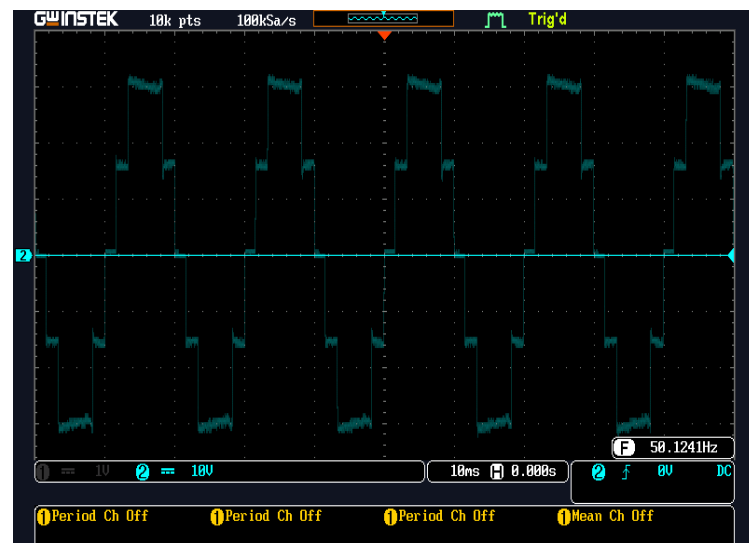 GWINSTEK 10k pts 100kSa/s Trig'd
2
F 50.1241Hz
1 1V 2 10V 10ms H 0.000s 2 0V DC
1 Period Ch Off 1 Period Ch Off 1 Period Ch Off 1 Mean Ch Off